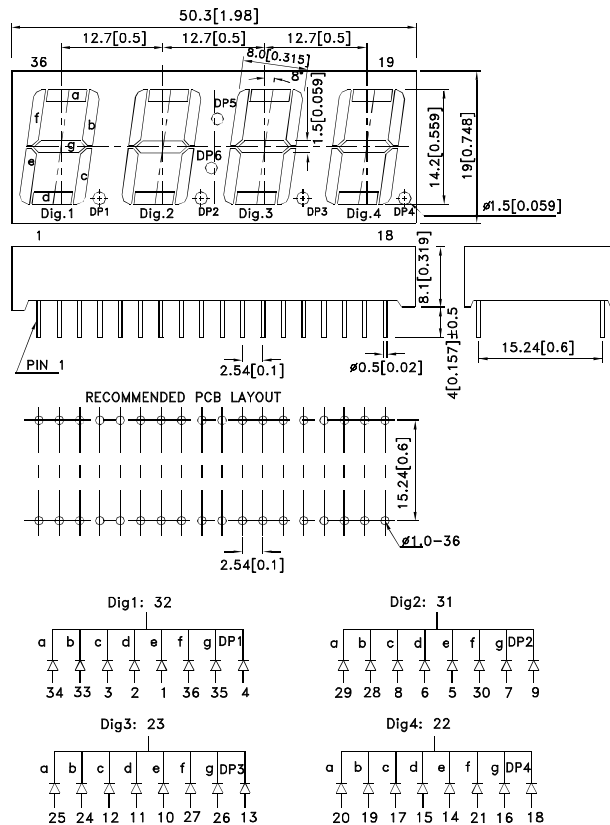 50.3[1.98]
12.7[0.5] 12.7[0.5] 12.7[0.5]
8.0[0.315]
36 19
8°
1.5[0.059]
a
f b
g
e c
d
DP5
DP6
14.2[0.559]
19[0.748]
Dig.1 DP1 Dig.2 DP2 Dig.3 DP3 Dig.4 DP4
ø1.5[0.059]
1 18
8.1[0.319]
PIN 1
2.54[0.1]
ø0.5[0.02]
4[0.157]±0.5
15.24[0.6]
RECOMMENDED PCB LAYOUT
15.24[0.6]
ø1.0-36
2.54[0.1]
Dig1: 32
a b c d e f g DP1
34 33 3 2 1 36 35 4
Dig2: 31
a b c d e f g DP2
29 28 8 6 5 30 7 9
Dig3: 23
a b c d e f g DP3
25 24 12 11 10 27 26 13
Dig4: 22
a b c d e f g DP4
20 19 17 15 14 21 16 18